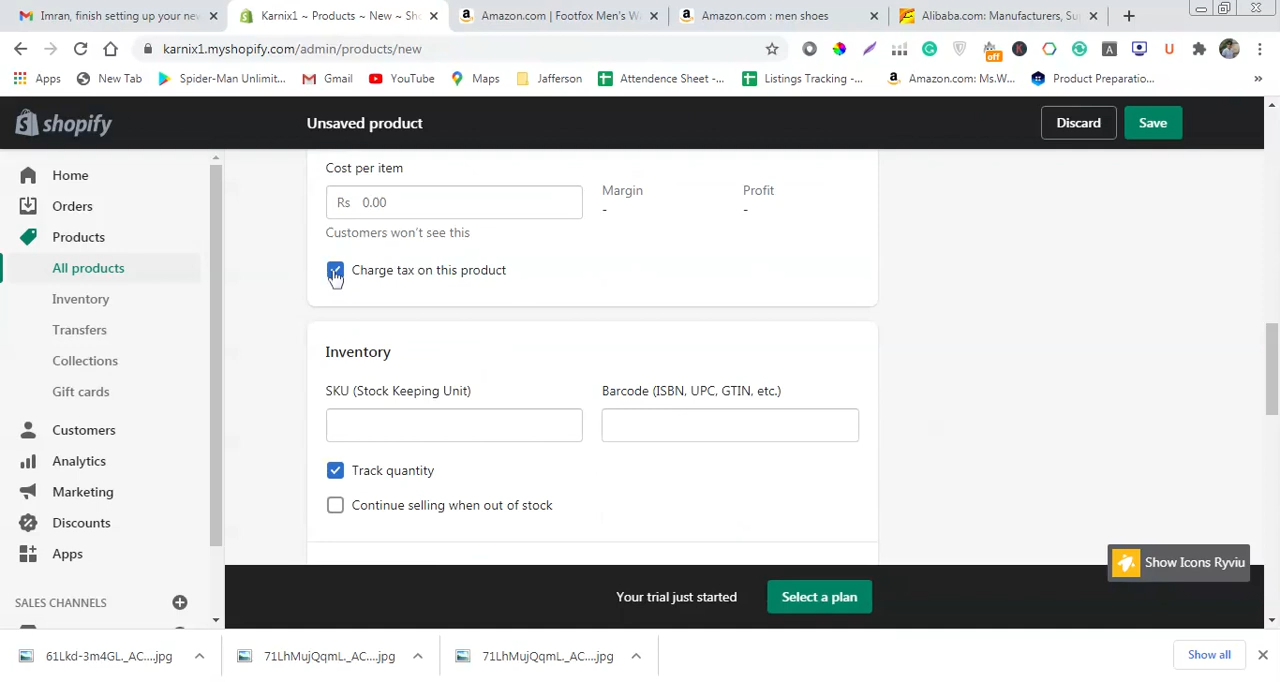 Imran, finish setting up your new
Karnix1 ~ Products ~ New ~ Sho
Amazon.com | Footfox Men's W
Amazon.com : men shoes
Alibaba.com: Manufacturers, Sup
karnix1.myshopify.com/admin/products/new
off
Apps
New Tab
Spider-Man Unlimit...
Gmail
YouTube
Maps
Jafferson
Attendence Sheet -...
Listings Tracking -...
Amazon.com: Ms.W...
Product Preparatio...
shopify
Unsaved product
Discard
Save
Home
Orders
Products
All products
Inventory
Transfers
Collections
Gift cards
Customers
Analytics
Marketing
Discounts
Apps
SALES CHANNELS
Cost per item
Rs 0.00
Margin
-
Profit
-
Customers won't see this
Charge tax on this product
Inventory
SKU (Stock Keeping Unit)
Barcode (ISBN, UPC, GTIN, etc.)
Track quantity
Continue selling when out of stock
Show Icons Ryviu
Your trial just started
Select a plan
61Lkd-3m4GL._AC....jpg
71LhMujQqmL._AC....jpg
71LhMujQqmL._AC....jpg
Show all